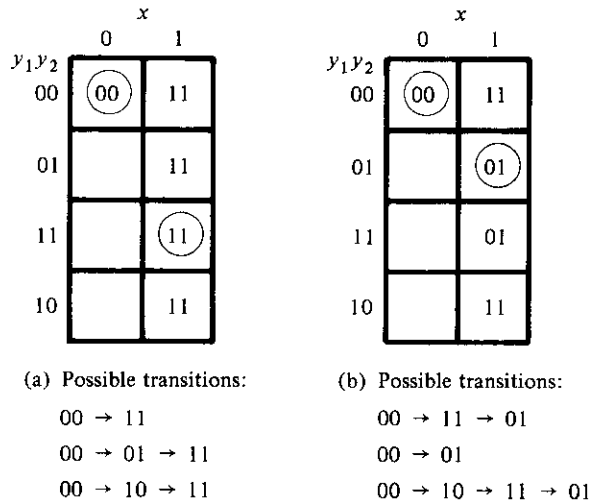 x
0 1
y1y2
00 00 11
01 11
11 11
10 11
(a) Possible transitions:
00 → 11
00 → 01 → 11
00 → 10 → 11
x
0 1
y1y2
00 00 11
01 01
11 01
10 11
(b) Possible transitions:
00 → 11 → 01
00 → 01
00 → 10 → 11 → 01